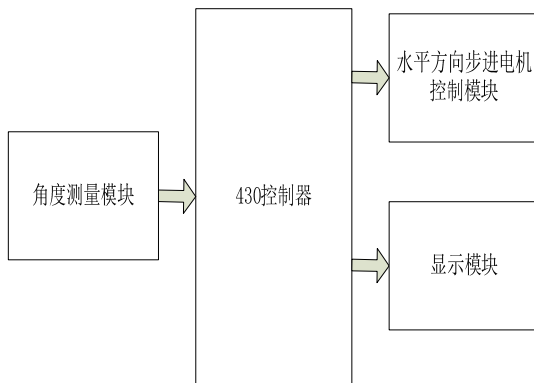 水平方向步进电机
控制模块
角度测量模块
430控制器
显示模块